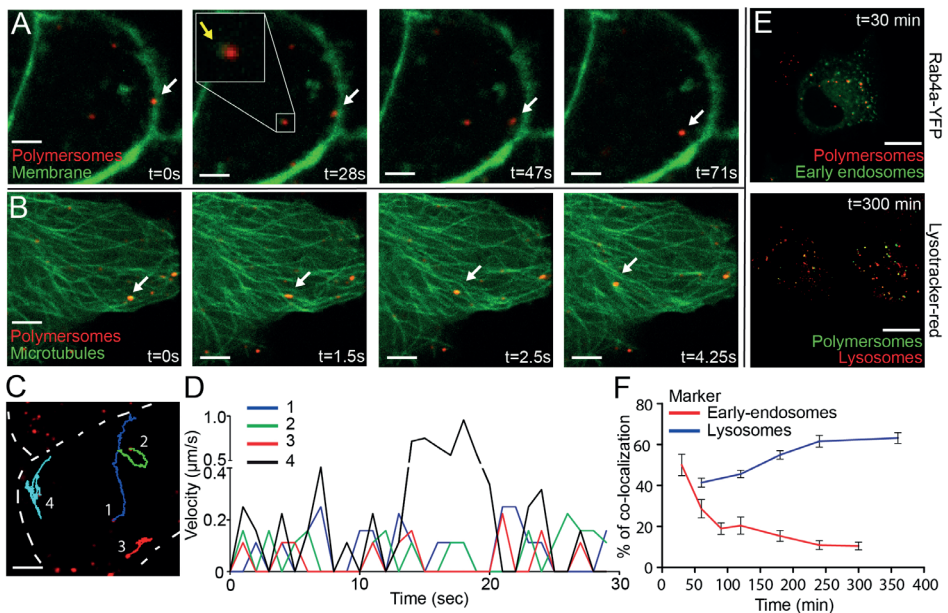 A
Polymersomes
Membrane
t=0s
t=28s
t=47s
t=71s
B
Polymersomes
Microtubules
t=0s
t=1.5s
t=2.5s
t=4.25s
E
t=30 min
Polymersomes
Early endosomes
Rab4a-YFP
t=300 min
Polymersomes
Lysosomes
Lysotracker-red
C
1
2
3
4
D
1
2
3
4
Velocity (µm/s)
1.0
0.5
0.4
0.2
0
0
10
20
30
Time (sec)
F
Marker
Early-endosomes
Lysosomes
% of co-localization
80
60
40
20
0
0
50
100
150
200
250
300
350
400
Time (min)